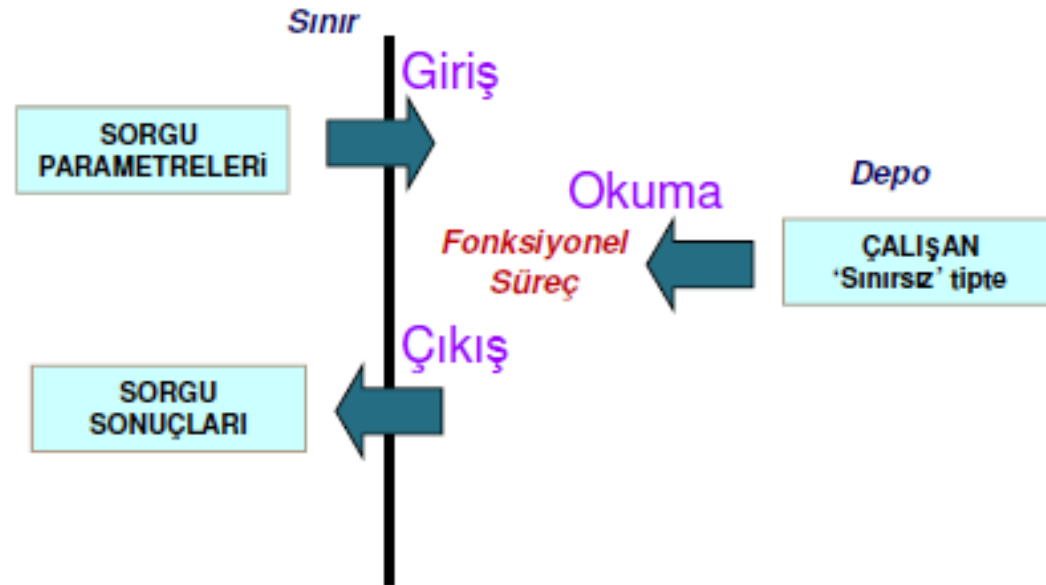 Sınır
Giriş
SORGU
PARAMETRELERİ
Okuma
Depo
Fonksiyonel
Süreç
ÇALIŞAN
‘Sınırsız’ tipte
Çıkış
SORGU
SONUÇLARI